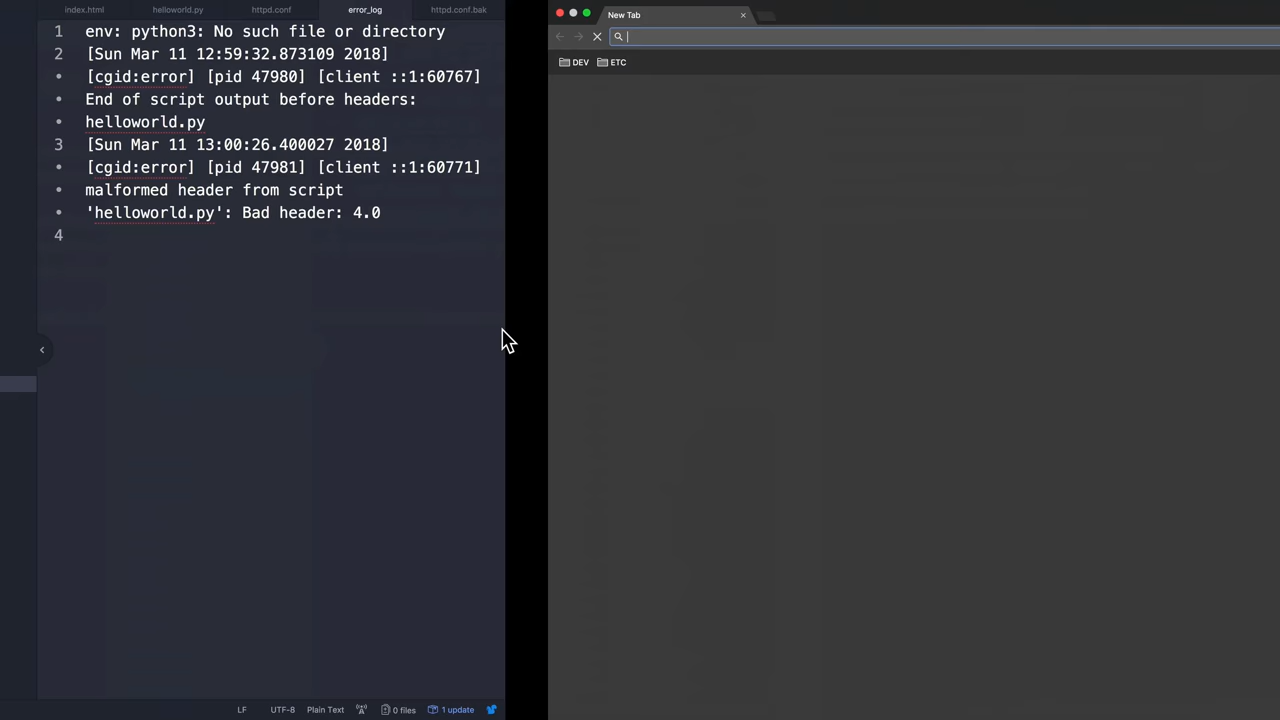 index.html helloworld.py httpd.conf error_log httpd.conf.bak
1 env: python3: No such file or directory
2 [Sun Mar 11 12:59:32.873109 2018]
• [cgid:error] [pid 47980] [client ::1:60767]
• End of script output before headers:
• helloworld.py
3 [Sun Mar 11 13:00:26.400027 2018]
• [cgid:error] [pid 47981] [client ::1:60771]
• malformed header from script
• 'helloworld.py': Bad header: 4.0
4
LF UTF-8 Plain Text 0 files 1 update
New Tab
DEV ETC